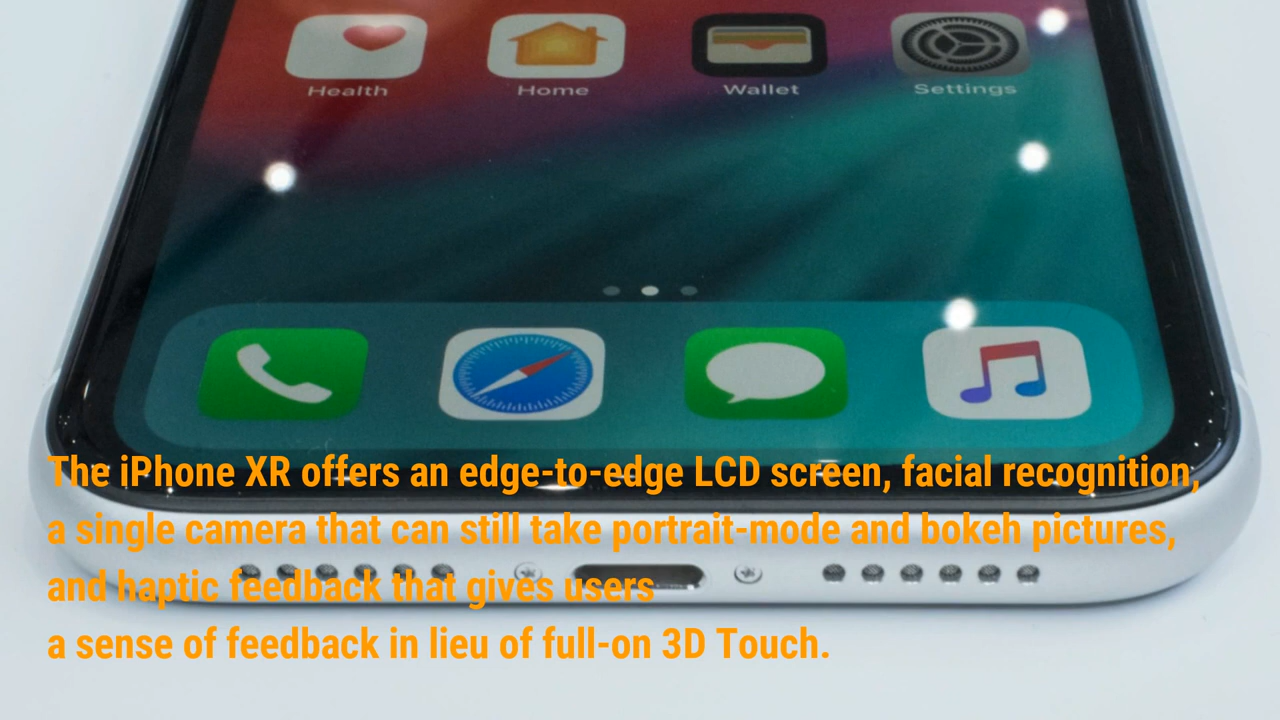 Health Home Wallet Settings
The iPhone XR offers an edge-to-edge LCD screen, facial recognition,
a single camera that can still take portrait-mode and bokeh pictures,
and haptic feedback that gives users
a sense of feedback in lieu of full-on 3D Touch.